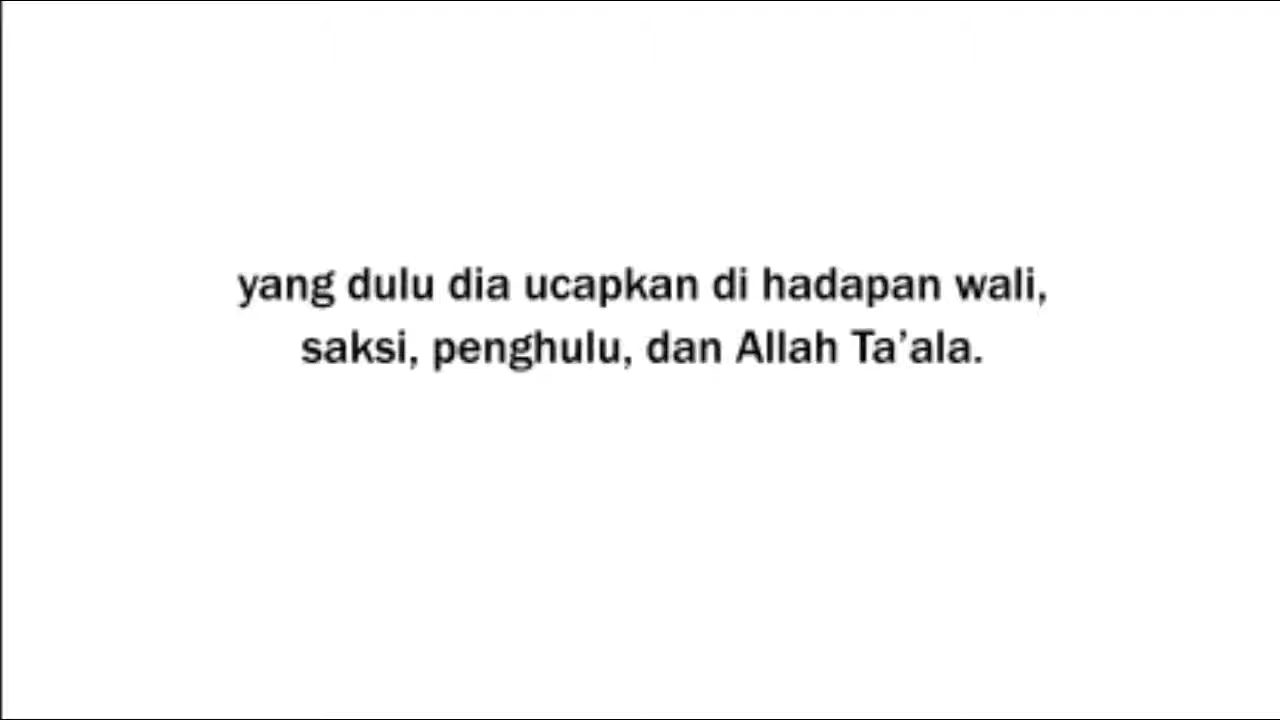 yang dulu dia ucapkan di hadapan wali,
saksi, penghulu, dan Allah Ta’ala.